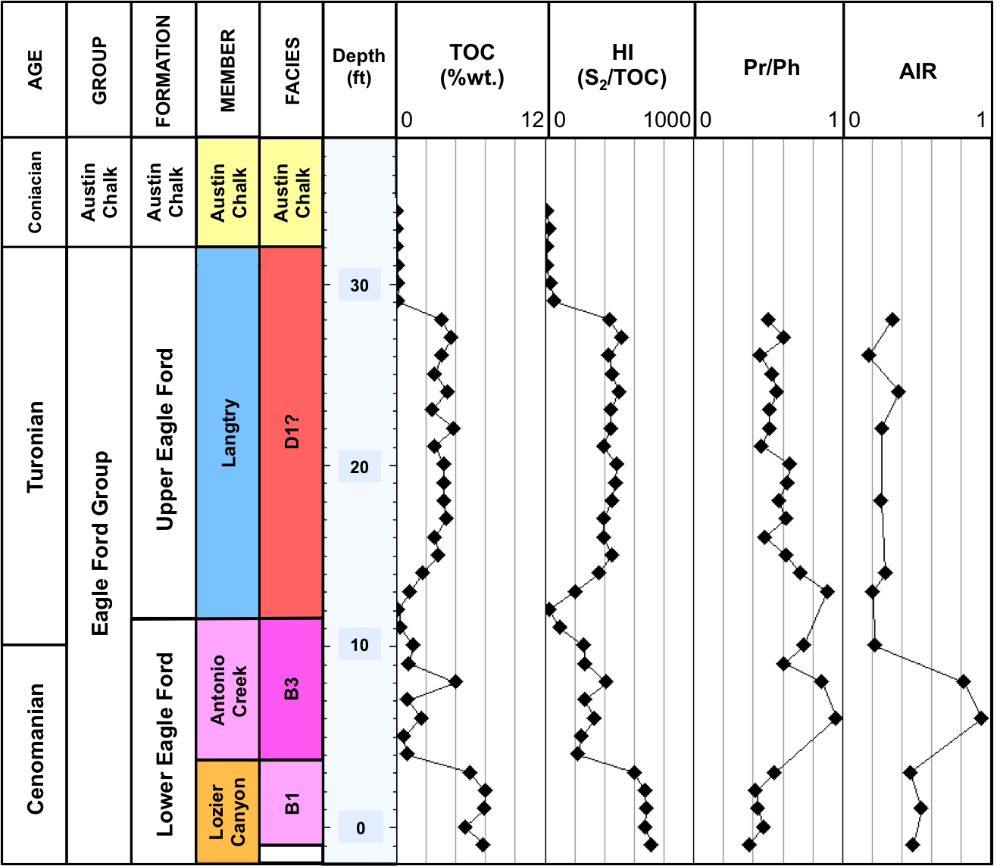 AGE
GROUP
FORMATION
MEMBER
FACIES
Depth
(ft)
TOC
(%wt.)
0
12
HI
(S₂/TOC)
0
1000
Pr/Ph
0
1
AIR
0
1
Coniacian
Austin
Chalk
Austin
Chalk
Austin
Chalk
Austin
Chalk
Turonian
Cenomanian
Eagle Ford Group
Upper Eagle Ford
Lower Eagle Ford
Langtry
Antonio
Creek
Lozier
Canyon
D1?
B3
B1
30
20
10
0